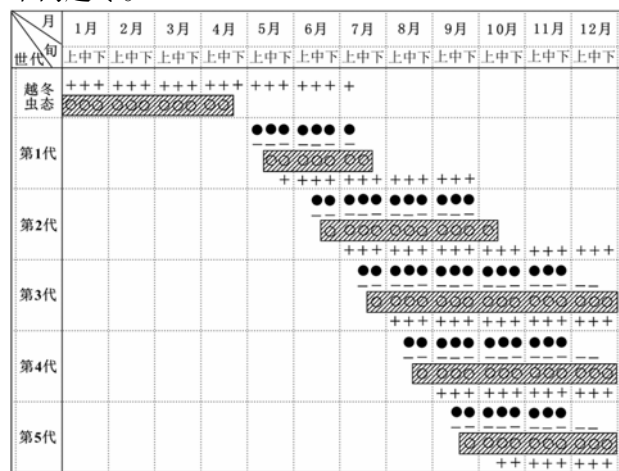 月 1月 2月 3月 4月 5月 6月 7月 8月 9月 10月 11月 12月
旬
世代 上中下 上中下 上中下 上中下 上中下 上中下 上中下 上中下 上中下 上中下 上中下 上中下
越冬
虫态
第1代
第2代
第3代
第4代
第5代